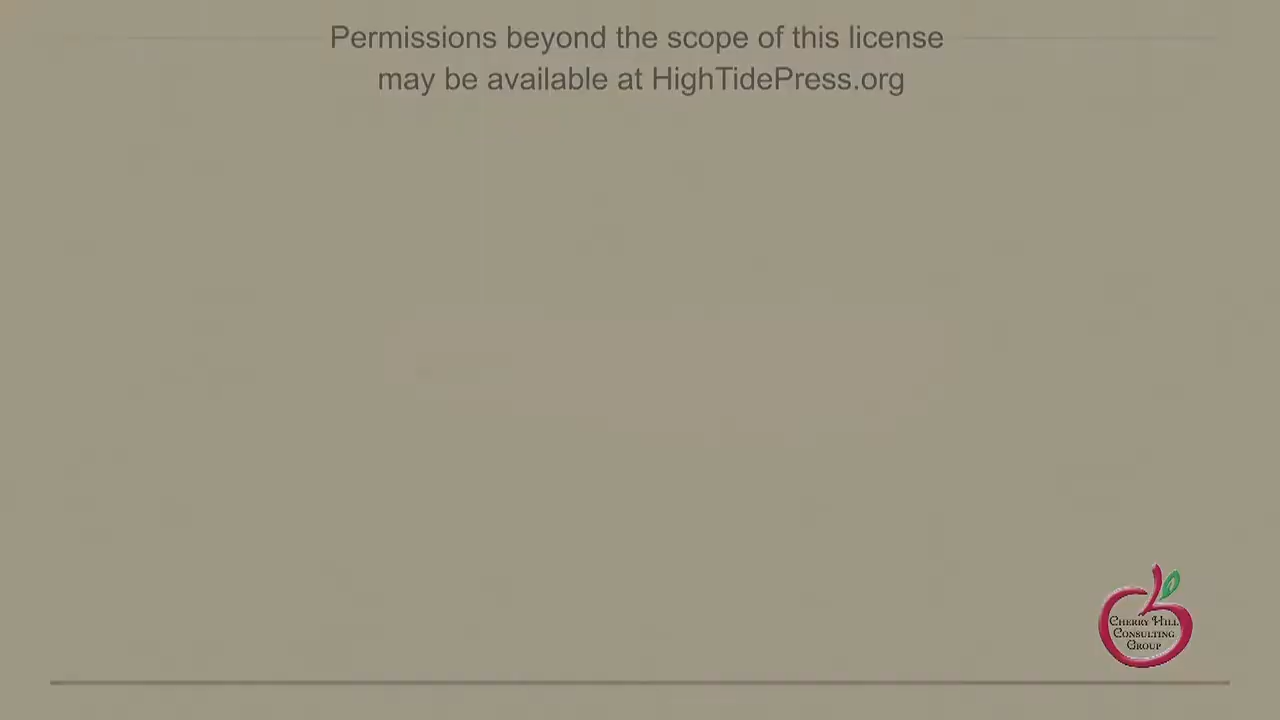 Permissions beyond the scope of this license
may be available at HighTidePress.org
Cherry Hill
Consulting
Group